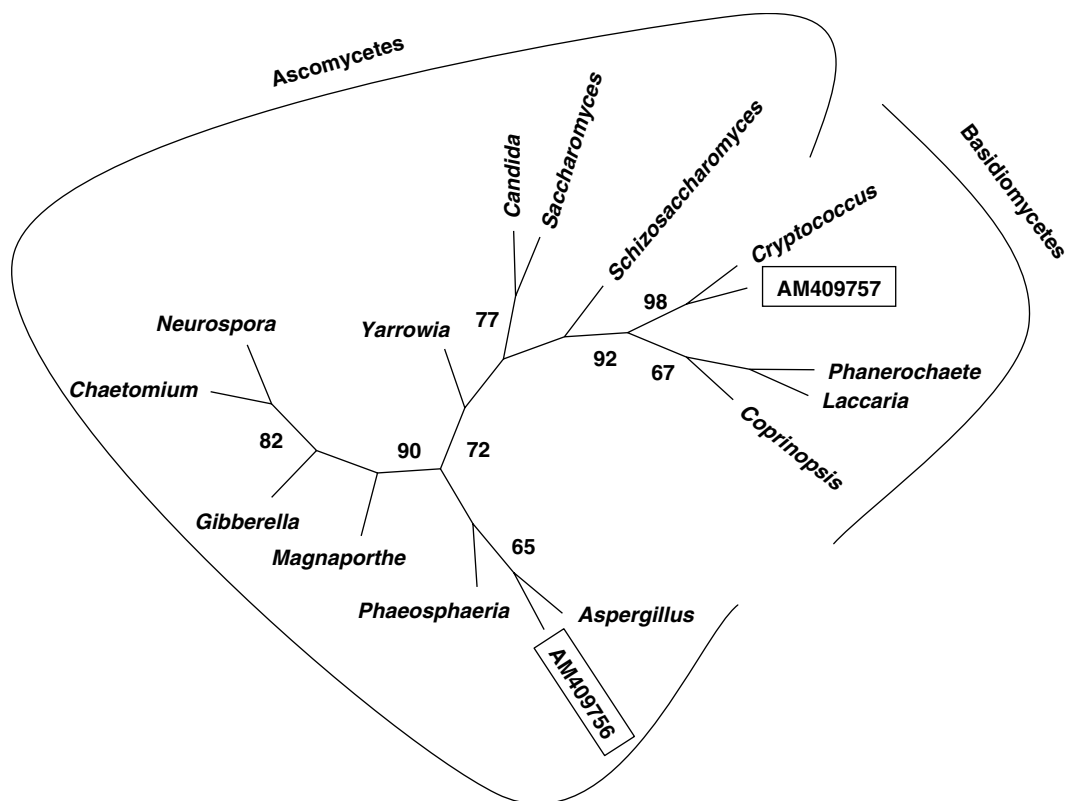 Ascomycetes
Basidiomycetes
Candida
Saccharomyces
Schizosaccharomyces
Cryptococcus
98
AM409757
Neurospora
Yarrowia
77
92
67
Phanerochaete
Chaetomium
Laccaria
Coprinopsis
82
90
72
Gibberella
Magnaporthe
65
Phaeosphaeria
Aspergillus
AM409756